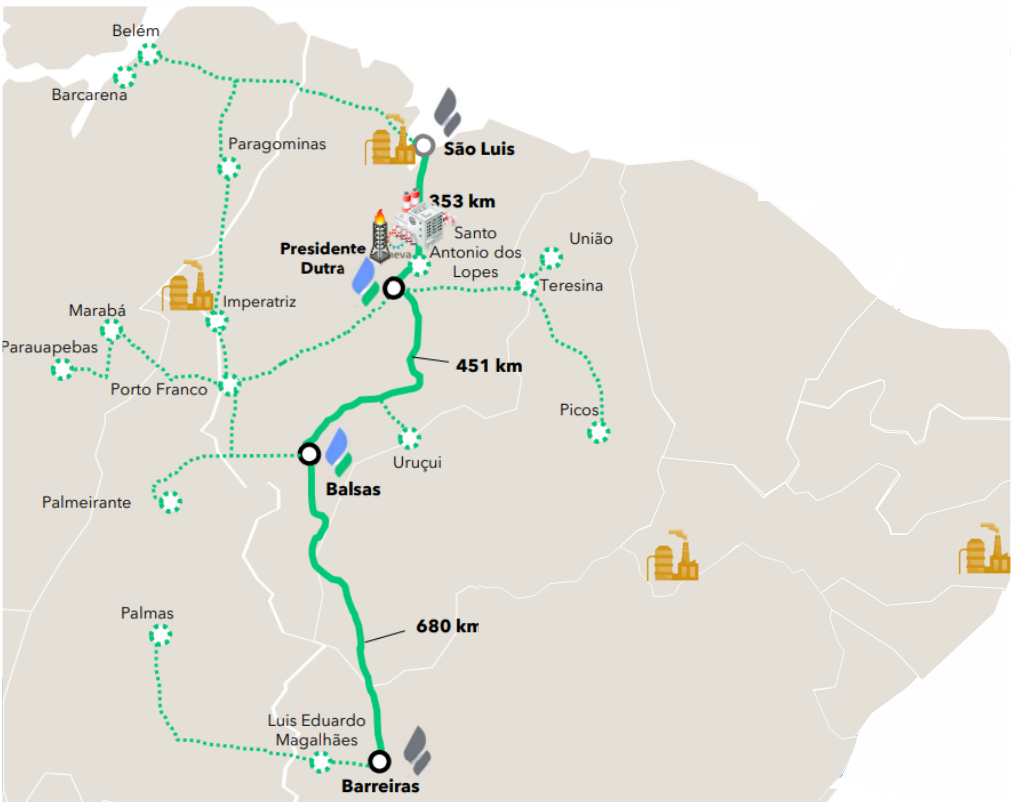 Belém
Barcarena
Paragominas
São Luis
353 km
Santo
Antonio dos
Lopes
Presidente
Dutra
União
Teresina
Imperatriz
Marabá
Parauapebas
451 km
Porto Franco
Picos
Uruçui
Balsas
Palmeirante
Palmas
680 km
Luis Eduardo
Magalhães
Barreiras